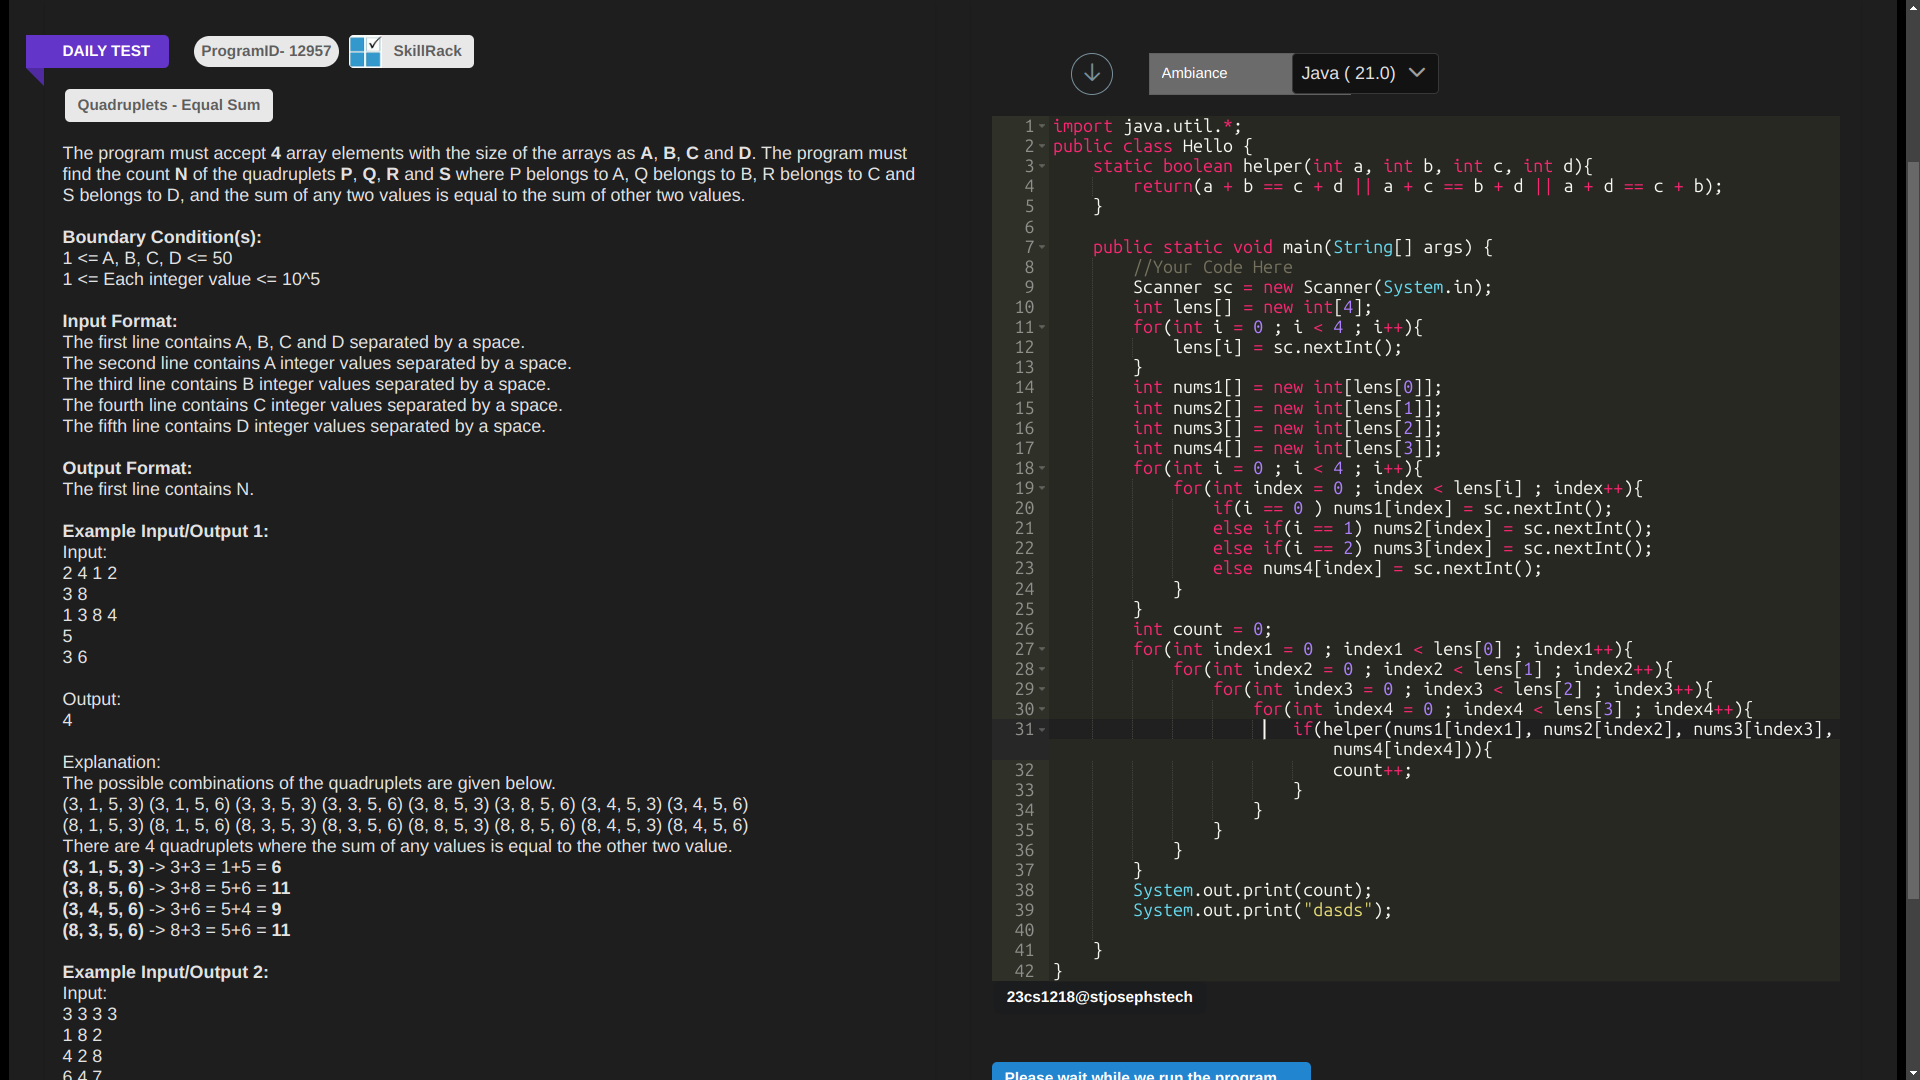 DAILY TEST
ProgramID- 12957
SkillRack
Quadruplets - Equal Sum
The program must accept 4 array elements with the size of the arrays as A, B, C and D. The program must
find the count N of the quadruplets P, Q, R and S where P belongs to A, Q belongs to B, R belongs to C and
S belongs to D, and the sum of any two values is equal to the sum of other two values.
Boundary Condition(s):
1 <= A, B, C, D <= 50
1 <= Each integer value <= 10^5
Input Format:
The first line contains A, B, C and D separated by a space.
The second line contains A integer values separated by a space.
The third line contains B integer values separated by a space.
The fourth line contains C integer values separated by a space.
The fifth line contains D integer values separated by a space.
Output Format:
The first line contains N.
Example Input/Output 1:
Input:
2 4 1 2
3 8
1 3 8 4
5
3 6
Output:
4
Explanation:
The possible combinations of the quadruplets are given below.
(3, 1, 5, 3) (3, 1, 5, 6) (3, 3, 5, 3) (3, 3, 5, 6) (3, 8, 5, 3) (3, 8, 5, 6) (3, 4, 5, 3) (3, 4, 5, 6)
(8, 1, 5, 3) (8, 1, 5, 6) (8, 3, 5, 3) (8, 3, 5, 6) (8, 8, 5, 3) (8, 8, 5, 6) (8, 4, 5, 3) (8, 4, 5, 6)
There are 4 quadruplets where the sum of any values is equal to the other two value.
(3, 1, 5, 3) -> 3+3 = 1+5 = 6
(3, 8, 5, 6) -> 3+8 = 5+6 = 11
(3, 4, 5, 6) -> 3+6 = 5+4 = 9
(8, 3, 5, 6) -> 8+3 = 5+6 = 11
Example Input/Output 2:
Input:
3 3 3 3
1 8 2
4 2 8
6 4 7
Ambiance
Java ( 21.0)
1 import java.util.*;
2 public class Hello {
3 static boolean helper(int a, int b, int c, int d){
4 return(a + b == c + d || a + c == b + d || a + d == c + b);
5 }
6
7 public static void main(String[] args) {
8 //Your Code Here
9 Scanner sc = new Scanner(System.in);
10 int lens[] = new int[4];
11 for(int i = 0 ; i < 4 ; i++){
12 lens[i] = sc.nextInt();
13 }
14 int nums1[] = new int[lens[0]];
15 int nums2[] = new int[lens[1]];
16 int nums3[] = new int[lens[2]];
17 int nums4[] = new int[lens[3]];
18 for(int i = 0 ; i < 4 ; i++){
19 for(int index = 0 ; index < lens[i] ; index++){
20 if(i == 0 ) nums1[index] = sc.nextInt();
21 else if(i == 1) nums2[index] = sc.nextInt();
22 else if(i == 2) nums3[index] = sc.nextInt();
23 else nums4[index] = sc.nextInt();
24 }
25 }
26 int count = 0;
27 for(int index1 = 0 ; index1 < lens[0] ; index1++){
28 for(int index2 = 0 ; index2 < lens[1] ; index2++){
29 for(int index3 = 0 ; index3 < lens[2] ; index3++){
30 for(int index4 = 0 ; index4 < lens[3] ; index4++){
31 if(helper(nums1[index1], nums2[index2], nums3[index3],
nums4[index4])){
32 count++;
33 }
34 }
35 }
36 }
37 }
38 System.out.print(count);
39 System.out.print("dasds");
40
41 }
42 }
23cs1218@stjosephstech
Please wait while we run the program